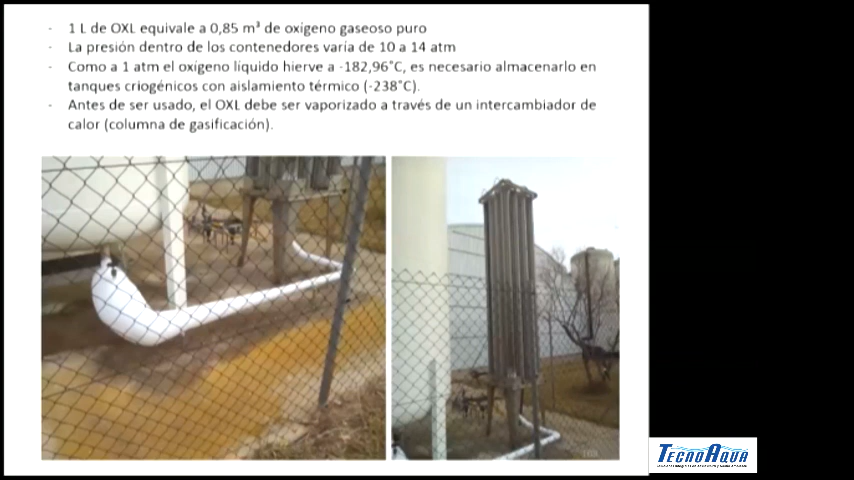 - 1 L de OXL equivale a 0,85 m³ de oxígeno gaseoso puro
- La presión dentro de los contenedores varía de 10 a 14 atm
- Como a 1 atm el oxígeno líquido hierve a -182,96°C, es necesario almacenarlo en
tanques criogénicos con aislamiento térmico (-238°C).
- Antes de ser usado, el OXL debe ser vaporizado a través de un intercambiador de
calor (columna de gasificación).
TECNOAQUA